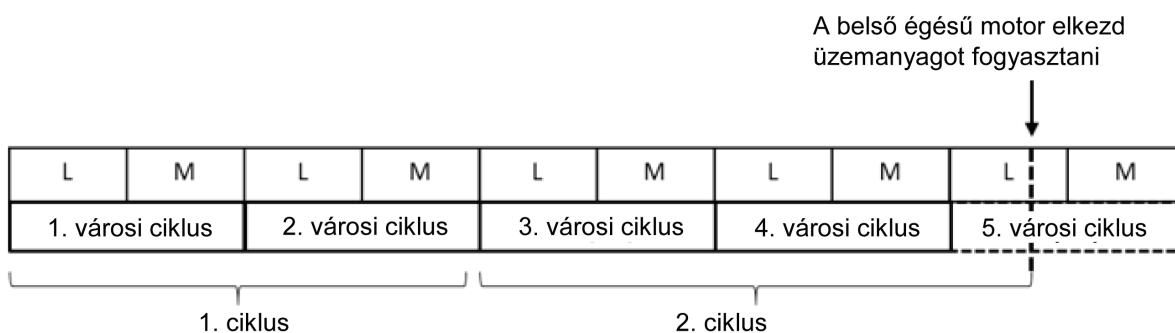 A belső égésű motor elkezd
üzemanyagot fogyasztani
L M L M L M L M L M
1. városi ciklus 2. városi ciklus 3. városi ciklus 4. városi ciklus 5. városi ciklus
1. ciklus 2. ciklus